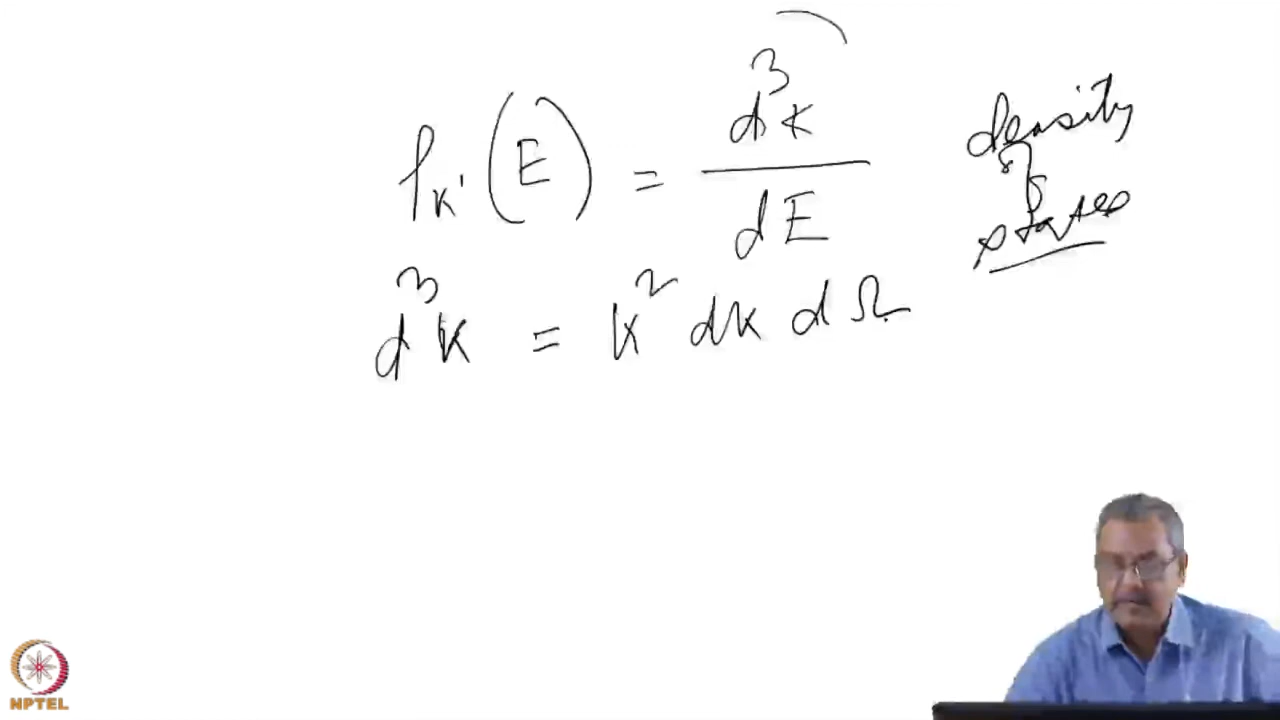 ρ_k'(E) = d³k / dE
density
of
states
d³k = k² dk dΩ
NPTEL